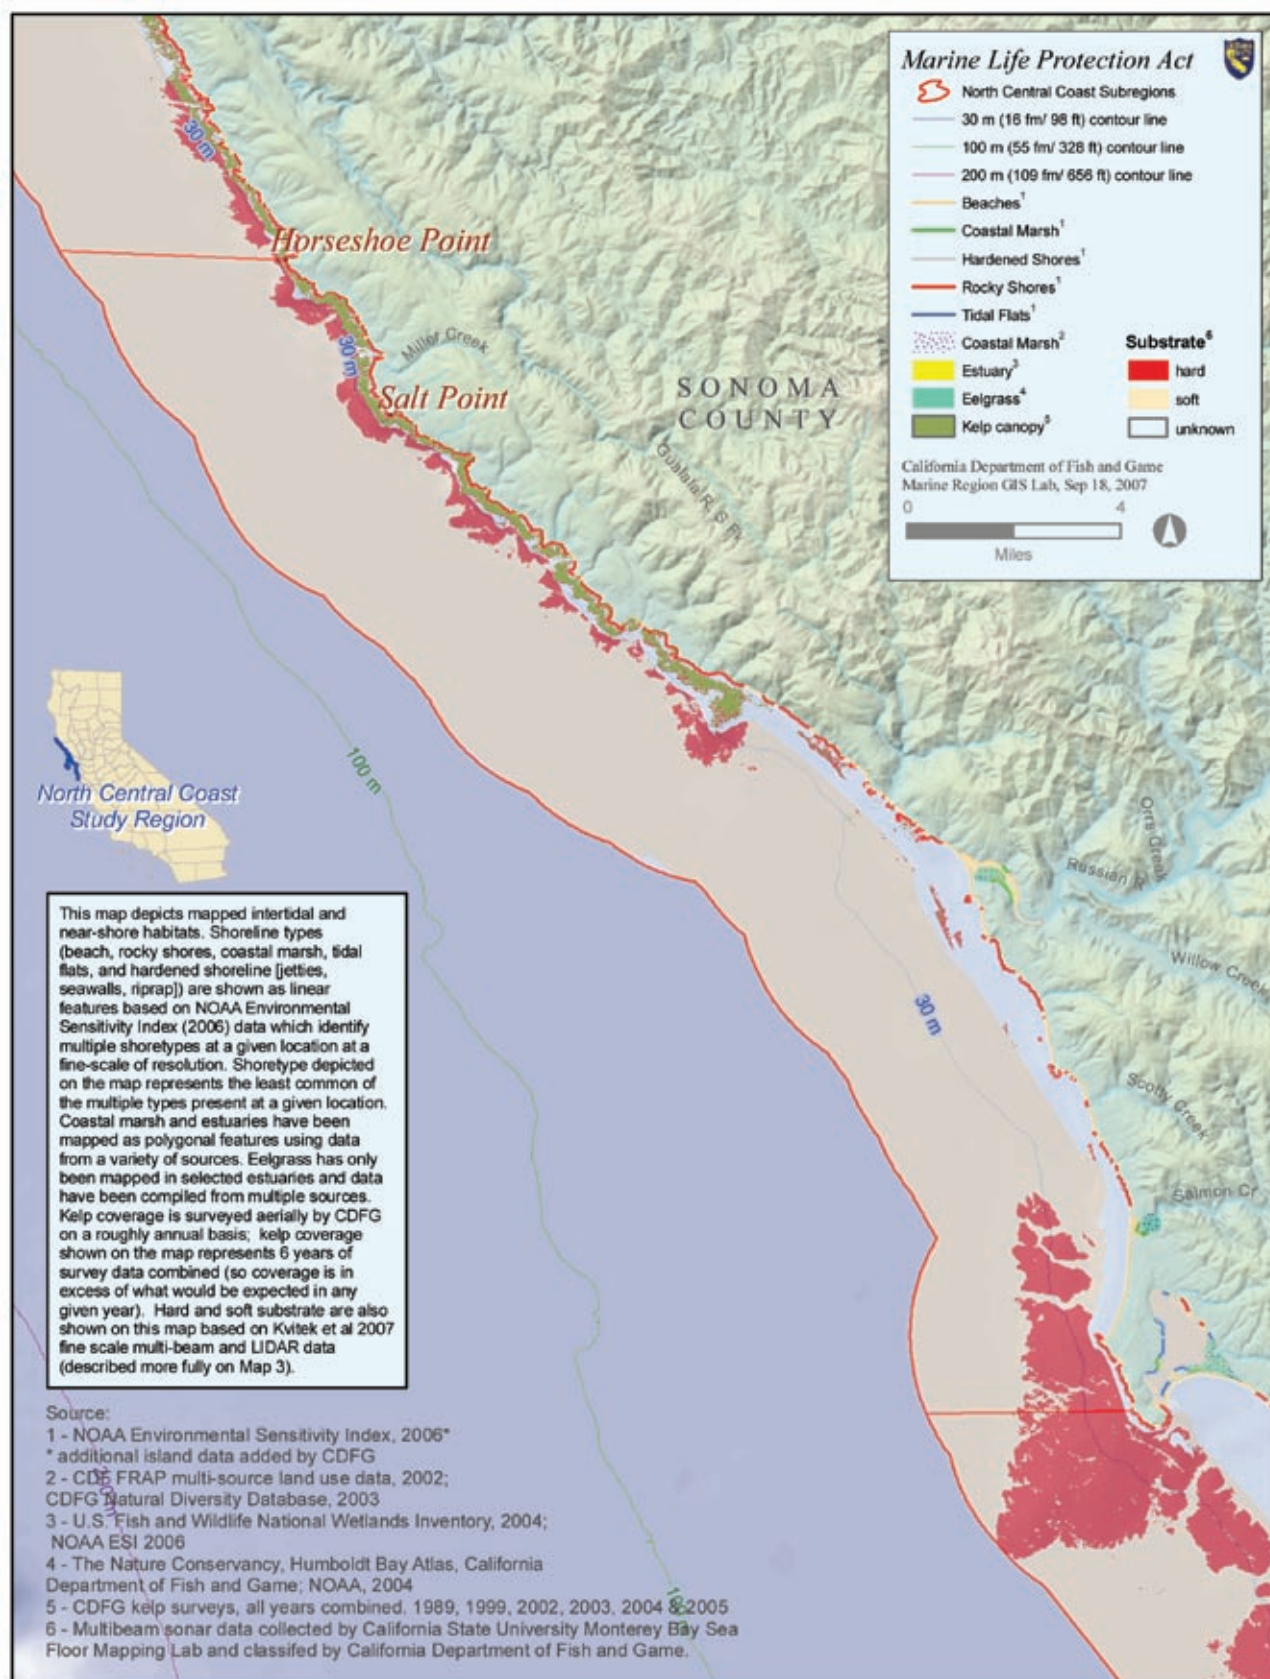 Marine Life Protection Act
North Central Coast Subregions
30 m (16 fm/ 98 ft) contour line
100 m (55 fm/ 328 ft) contour line
200 m (109 fm/ 656 ft) contour line
Beaches1
Coastal Marsh1
Hardened Shores1
Rocky Shores1
Tidal Flats1
Coastal Marsh2
Estuary3
Eelgrass4
Kelp canopy5
Substrate6
hard
soft
unknown
California Department of Fish and Game
Marine Region GIS Lab, Sep 18, 2007
0 4
Miles
30 m
Horseshoe Point
30 m
Miller Creek
Salt Point
SONOMA
COUNTY
Gualala R, S Fk
100 m
North Central Coast
Study Region
Orrs Creek
Russian R
Willow Creek
30 m
Scotty Creek
Salmon Cr
This map depicts mapped intertidal and
near-shore habitats. Shoreline types
(beach, rocky shores, coastal marsh, tidal
flats, and hardened shoreline [jetties,
seawalls, riprap]) are shown as linear
features based on NOAA Environmental
Sensitivity Index (2006) data which identify
multiple shoretypes at a given location at a
fine-scale of resolution. Shoretype depicted
on the map represents the least common of
the multiple types present at a given location.
Coastal marsh and estuaries have been
mapped as polygonal features using data
from a variety of sources. Eelgrass has only
been mapped in selected estuaries and data
have been compiled from multiple sources.
Kelp coverage is surveyed aerially by CDFG
on a roughly annual basis; kelp coverage
shown on the map represents 6 years of
survey data combined (so coverage is in
excess of what would be expected in any
given year). Hard and soft substrate are also
shown on this map based on Kvitek et al 2007
fine scale multi-beam and LIDAR data
(described more fully on Map 3).
Source:
1 - NOAA Environmental Sensitivity Index, 2006*
* additional island data added by CDFG
2 - CDF FRAP multi-source land use data, 2002;
CDFG Natural Diversity Database, 2003
3 - U.S. Fish and Wildlife National Wetlands Inventory, 2004;
NOAA ESI 2006
4 - The Nature Conservancy, Humboldt Bay Atlas, California
Department of Fish and Game; NOAA, 2004
5 - CDFG kelp surveys, all years combined. 1989, 1999, 2002, 2003, 2004 & 2005
6 - Multibeam sonar data collected by California State University Monterey Bay Sea
Floor Mapping Lab and classifed by California Department of Fish and Game.
200 m
100 m